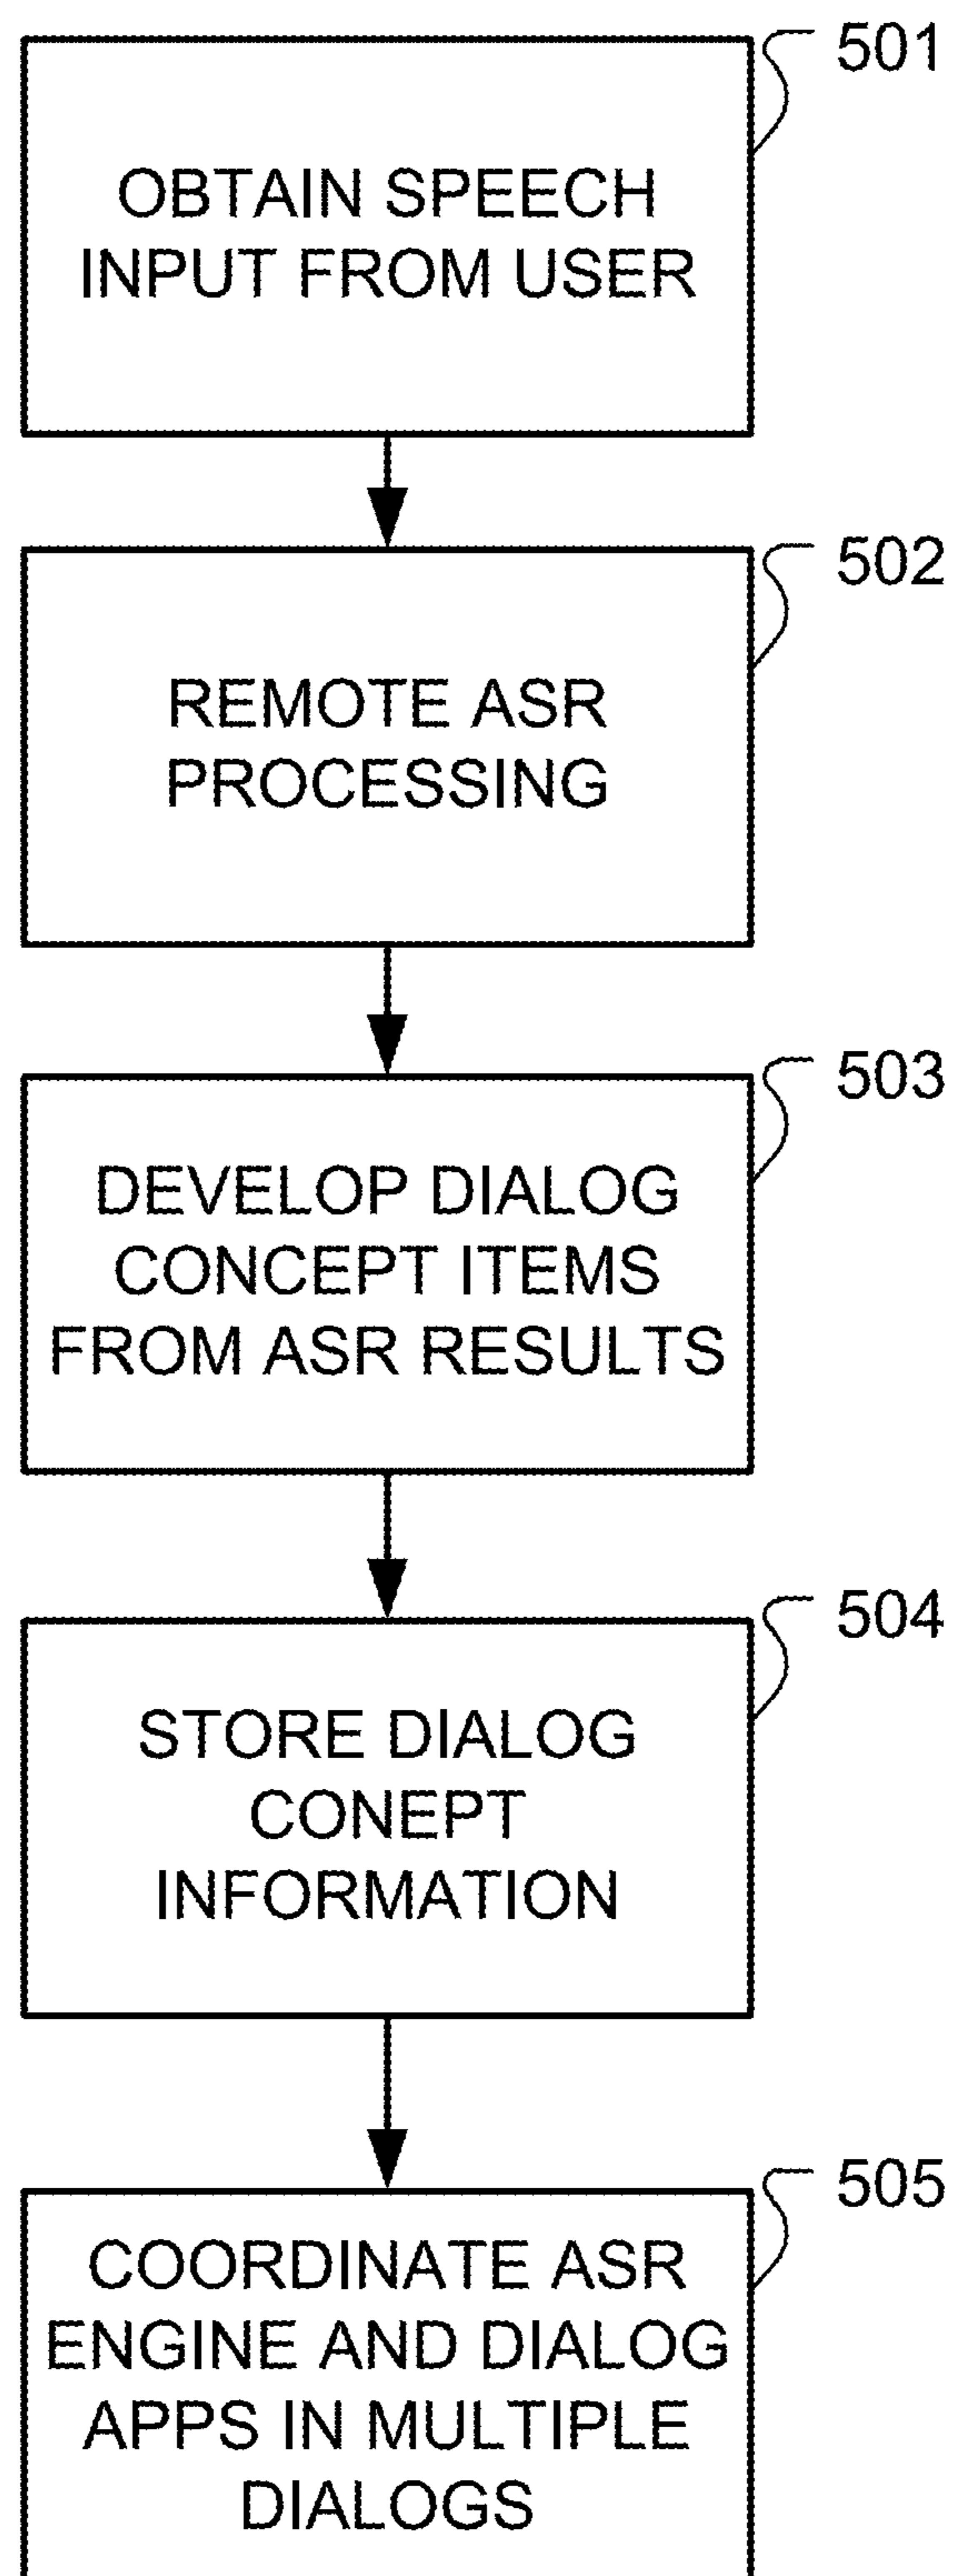 501
OBTAIN SPEECH
INPUT FROM USER
502
REMOTE ASR
PROCESSING
503
DEVELOP DIALOG
CONCEPT ITEMS
FROM ASR RESULTS
504
STORE DIALOG
CONEPT
INFORMATION
505
COORDINATE ASR
ENGINE AND DIALOG
APPS IN MULTIPLE
DIALOGS